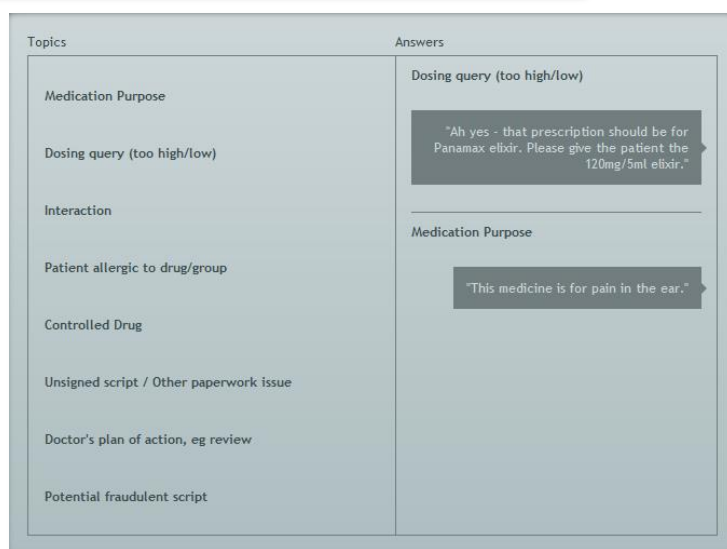 Topics
Medication Purpose
Dosing query (too high/low)
Interaction
Patient allergic to drug/group
Controlled Drug
Unsigned script / Other paperwork issue
Doctor's plan of action, eg review
Potential fraudulent script
Answers
Dosing query (too high/low)
"Ah yes - that prescription should be for
Panamax elixir. Please give the patient the
120mg/5ml elixir."
Medication Purpose
"This medicine is for pain in the ear."